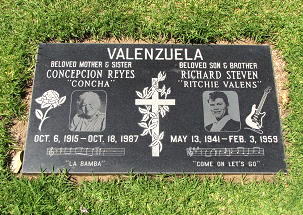 VALENZUELA
BELOVED MOTHER & SISTER
CONCEPCION REYES
"CONCHA"
OCT. 6, 1915 - OCT. 18, 1987
"LA BAMBA"
BELOVED SON & BROTHER
RICHARD STEVEN
"RITCHIE VALENS"
MAY 13, 1941 - FEB. 3, 1959
"COME ON LET'S GO"